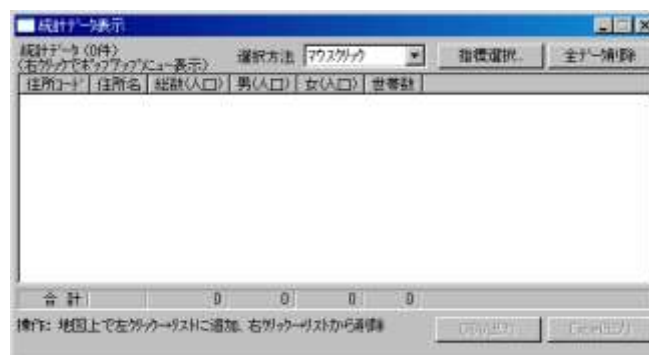 統計ﾃﾞｰﾀ表示
統計ﾃﾞｰﾀ (0件)
(右ｸﾘｯｸでﾎﾟｯﾌﾟｱｯﾌﾟﾒﾆｭｰ表示)
選択方法 ﾏｳｽｸﾘｯｸ 指標選択.. 全ﾃﾞｰﾀ削除
住所ｺｰﾄﾞ 住所名 総数(人口) 男(人口) 女(人口) 世帯数
合 計 0 0 0 0
操作: 地図上で左ｸﾘｯｸ→ﾘｽﾄに追加、右ｸﾘｯｸ→ﾘｽﾄから削除